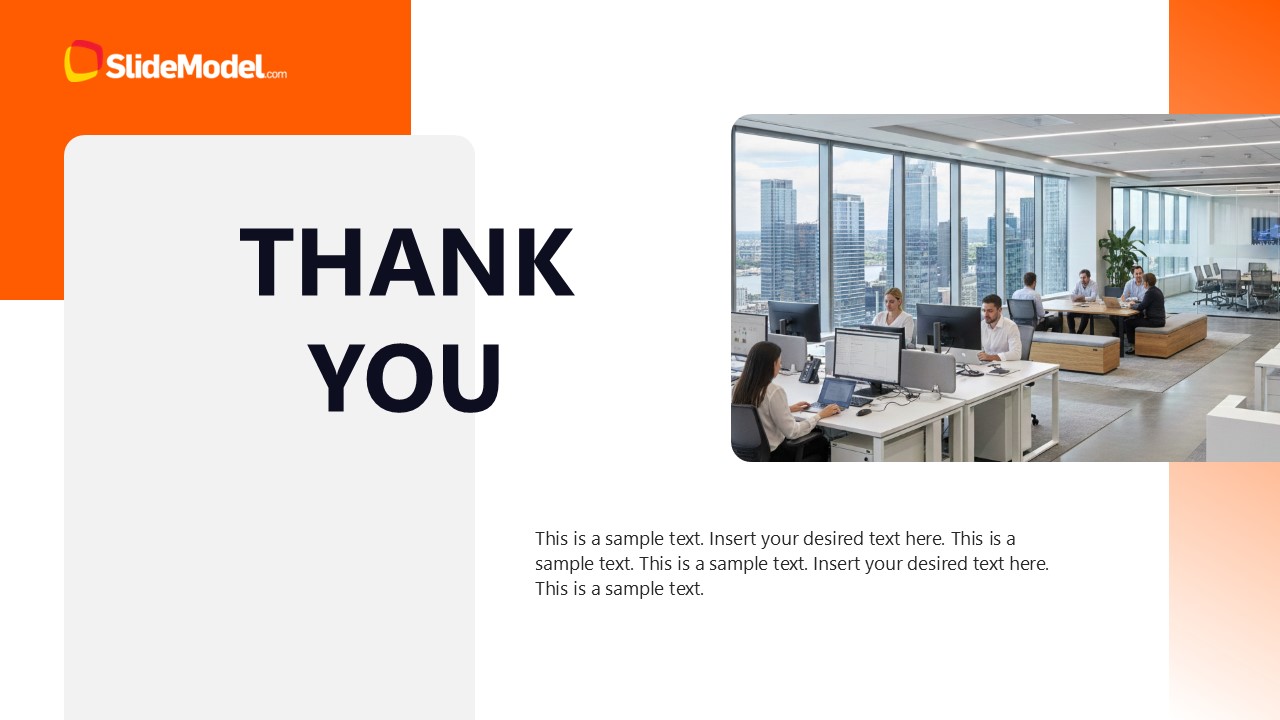 SlideModel.com
THANK
YOU
This is a sample text. Insert your desired text here. This is a
sample text. This is a sample text. Insert your desired text here.
This is a sample text.